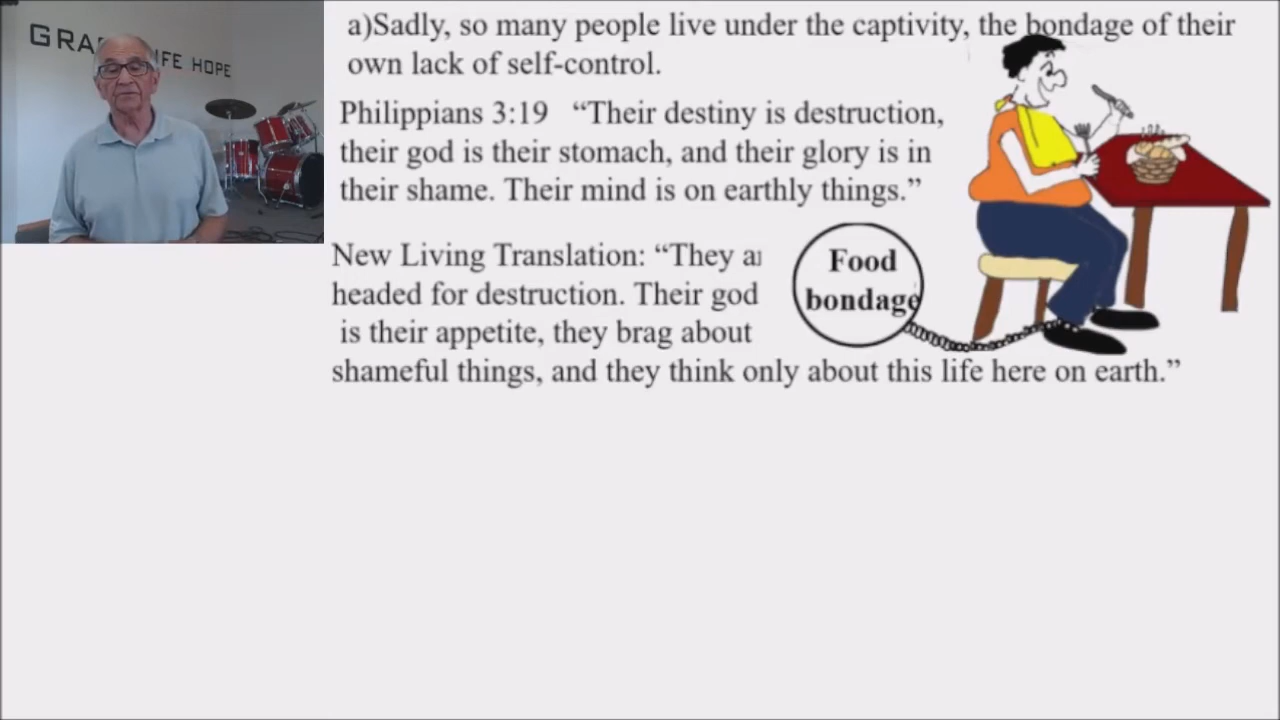 GRA IFE HOPE
a)Sadly, so many people live under the captivity, the bondage of their
own lack of self-control.
Philippians 3:19 “Their destiny is destruction,
their god is their stomach, and their glory is in
their shame. Their mind is on earthly things.”
New Living Translation: “They
headed for destruction. Their god
is their appetite, they brag about
shameful things, and they think only about this life here on earth.”
Food
bondage